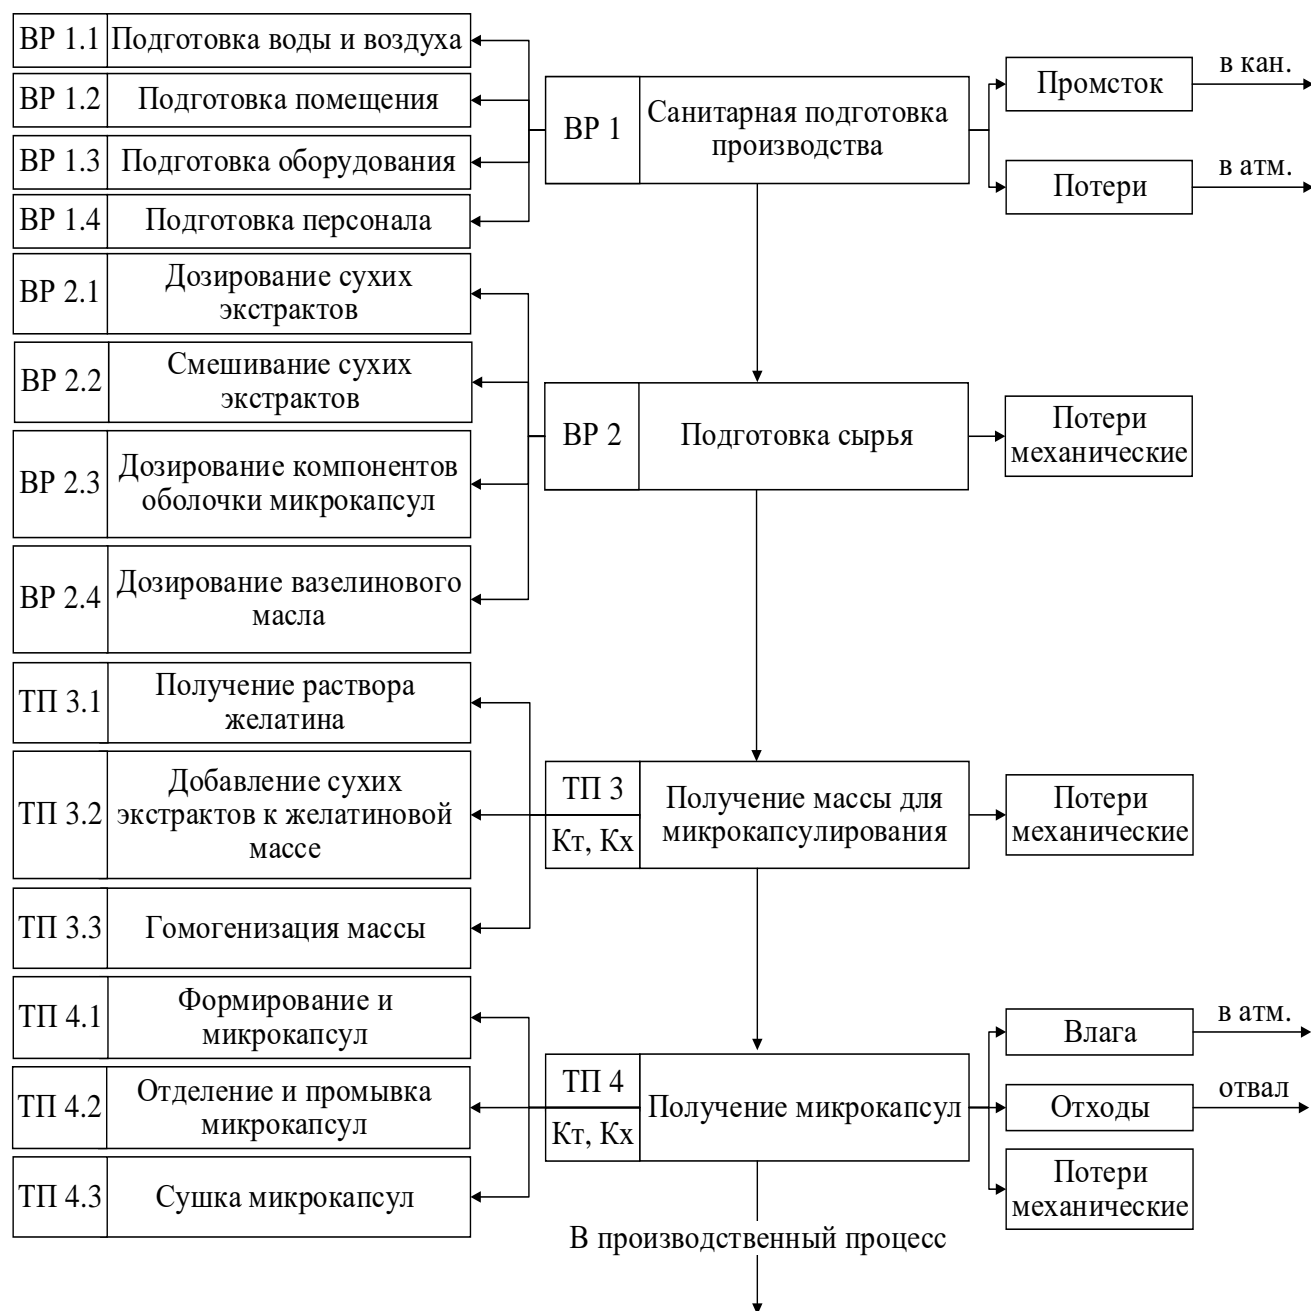 ВР 1.1 Подготовка воды и воздуха
ВР 1.2 Подготовка помещения
ВР 1.3 Подготовка оборудования
ВР 1.4 Подготовка персонала
ВР 1
Санитарная подготовка
производства
Промсток
в кан.
Потери
в атм.
ВР 2.1
Дозирование сухих
экстрактов
ВР 2.2
Смешивание сухих
экстрактов
ВР 2.3
Дозирование компонентов
оболочки микрокапсул
ВР 2.4
Дозирование вазелинового
масла
ВР 2
Подготовка сырья
Потери
механические
ТП 3.1
Получение раствора
желатина
ТП 3.2
Добавление сухих
экстрактов к желатиновой
массе
ТП 3.3
Гомогенизация массы
ТП 3
Кт, Кх
Получение массы для
микрокапсулирования
Потери
механические
ТП 4.1
Формирование и
микрокапсул
ТП 4.2
Отделение и промывка
микрокапсул
ТП 4.3
Сушка микрокапсул
ТП 4
Кт, Кх
Получение микрокапсул
Влага
в атм.
Отходы
отвал
Потери
механические
В производственный процесс